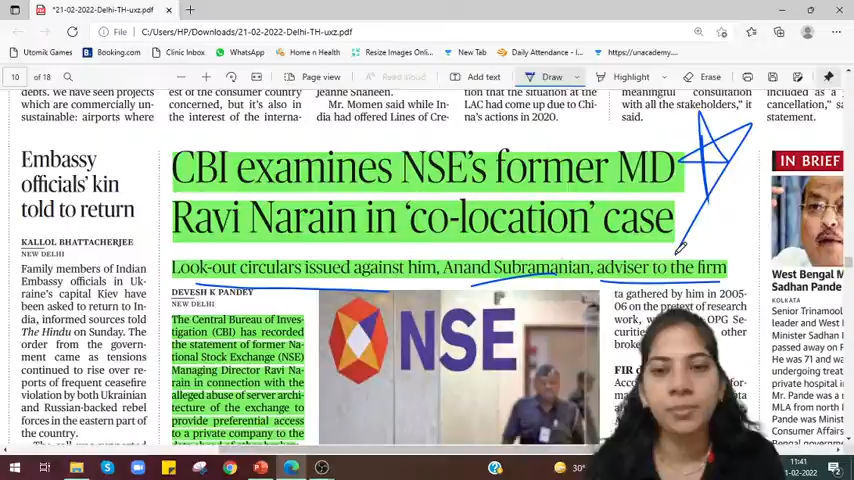 *21-02-2022-Delhi-TH-uxz.pdf
File C:/Users/HP/Downloads/21-02-2022-Delhi-TH-uxz.pdf
Utomik Games Booking.com Clinic Inbox WhatsApp Home n Health Resize Images Onl... New Tab Daily Attendance - I... https://unacademy....
10 of 18 Page view Read aloud Add text Draw Highlight Erase
debts. We have seen projects
which are commercially un-
sustainable: airports where
est of the consumer country
concerned, but it's also in
the interest of the interna-
Jeanne Shaheen.
Mr. Momen said while In-
dia had offered Lines of Cre-
tion that the situation at the
LAC had come up due to Chi-
na's actions in 2020.
meaningful consultation
with all the stakeholders," it
said.
included as a
cancellation,"
statement.
Embassy
officials' kin
told to return
KALLOL BHATTACHERJEE
NEW DELHI
Family members of Indian
Embassy officials in Uk-
raine's capital Kiev have
been asked to return to In-
dia, informed sources told
The Hindu on Sunday. The
order from the govern-
ment came as tensions
continued to rise over re-
ports of frequent ceasefire
violation by both Ukrainian
and Russian-backed rebel
forces in the eastern part of
the country.
CBI examines NSE's former MD
Ravi Narain in 'co-location' case
Look-out circulars issued against him, Anand Subramanian, adviser to the firm
DEVESH K PANDEY
NEW DELHI
The Central Bureau of Inves-
tigation (CBI) has recorded
the statement of former Na-
tional Stock Exchange (NSE)
Managing Director Ravi Na-
rain in connection with the
alleged abuse of server archi-
tecture of the exchange to
provide preferential access
to a private company to the
NSE
ta gathered by him in 2005-
06 on the pretext of research
work, OPG Se-
other
FIR
IN BRIEF
West Bengal M
Sadhan Pande
KOLKATA
Senior Trinamool
leader and West
Minister Sadhan
passed away on
He was 71 and wa
undergoing treat
private hospital in
Mr. Pande was a
MLA from north
Pande was Minist
Consumer Affairs
30°
11:41
21-02-2022
2